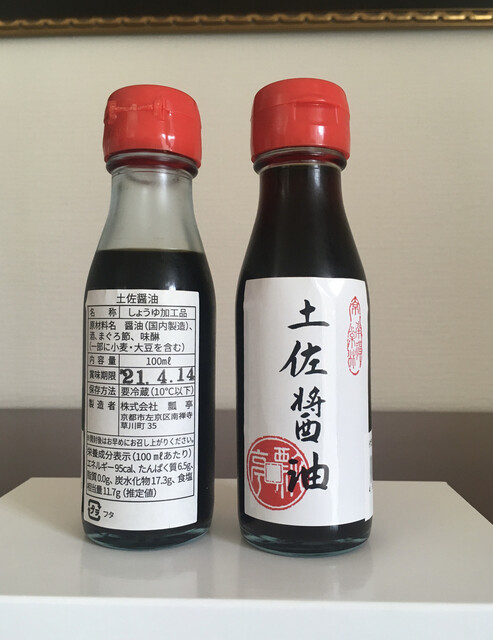 土佐醤油
名称 しょうゆ加工品
原材料名 醤油(国内製造)、
酒、まぐろ節、味醂
(一部に小麦・大豆を含む)
内容量 100mℓ
賞味期限 21.4.14
保存方法 要冷蔵(10℃以下)
製造者 株式会社 瓢亭
京都市左京区南禅寺
草川町35
※開封後はお早めにお召し上がりください。
栄養成分表示(100mℓあたり)
エネルギー95cal、たんぱく質6.5g、
脂質0.0g、炭水化物17.3g、食塩
相当量11.7g(推定値)
プラ フタ
土佐醤油
瓢亭